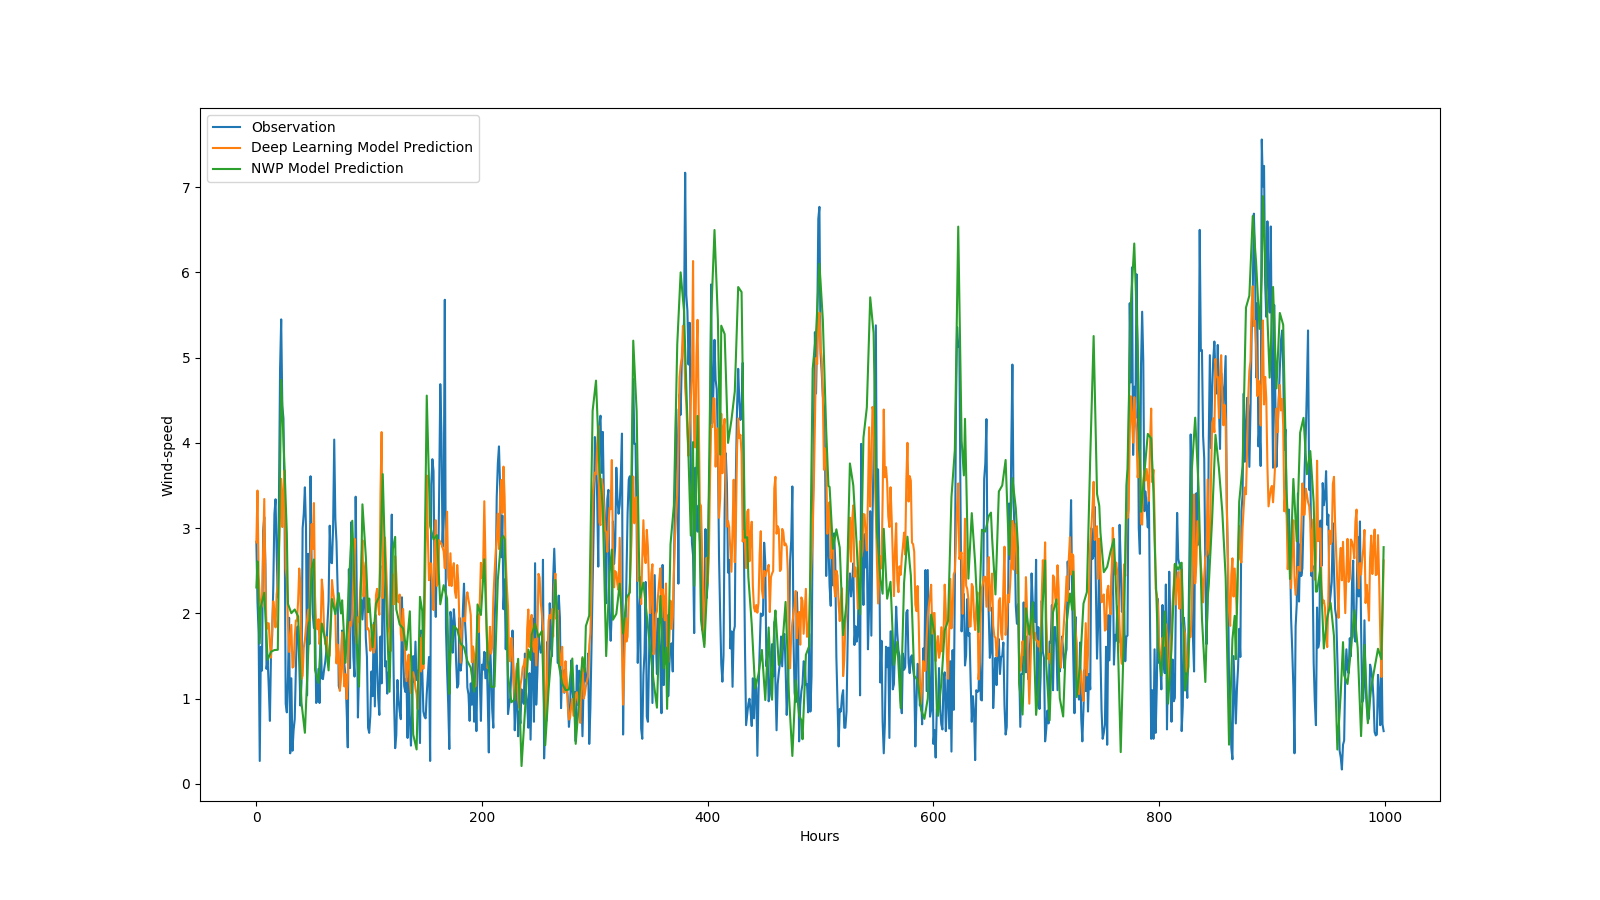 Observation
Deep Learning Model Prediction
NWP Model Prediction
7
6
5
4
3
2
1
0
Wind-speed
0 200 400 600 800 1000
Hours